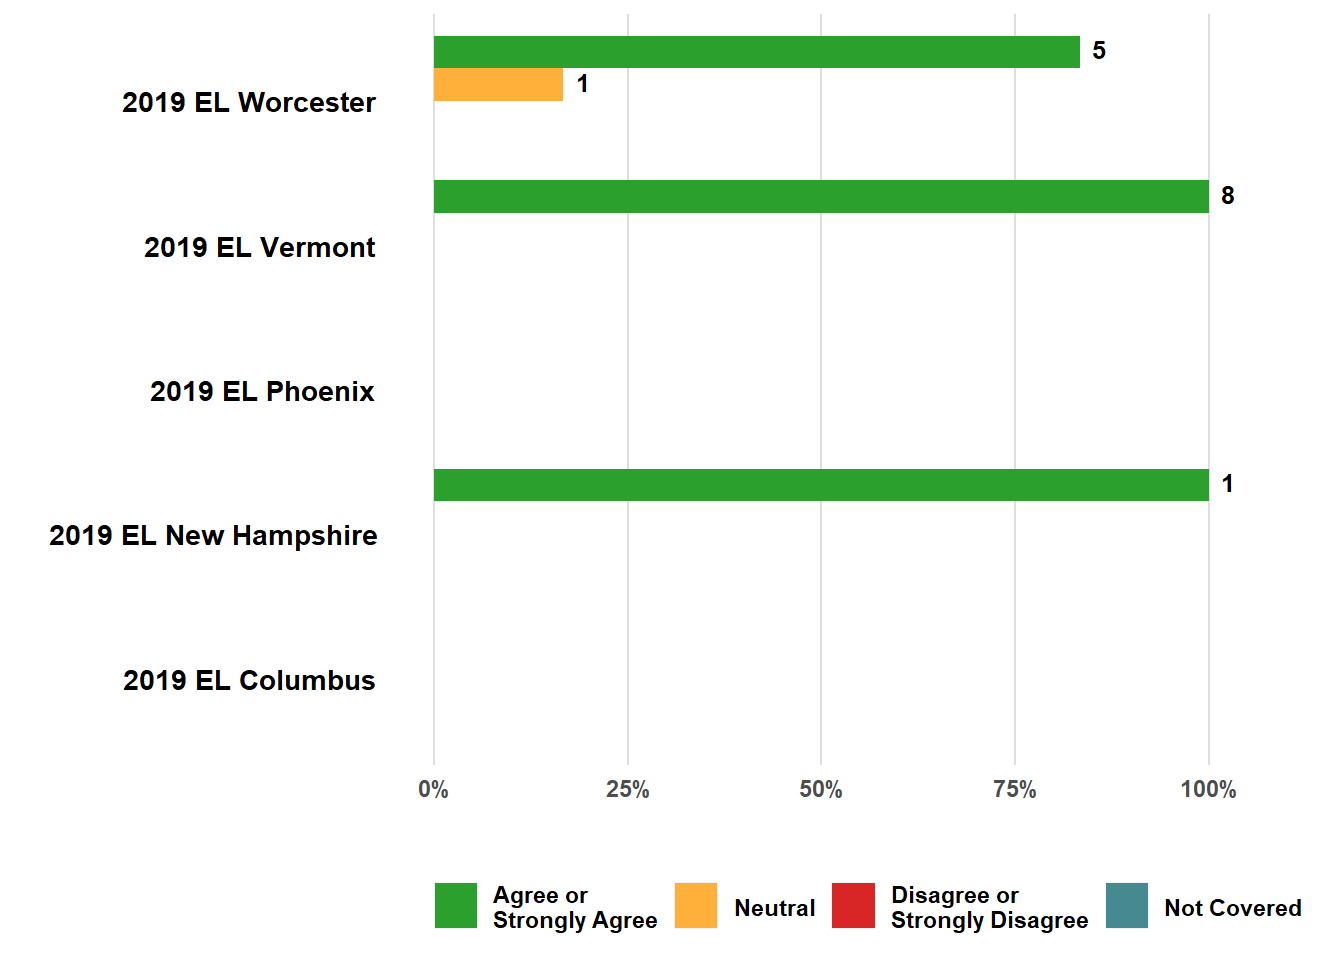 5
1
2019 EL Worcester
8
2019 EL Vermont
2019 EL Phoenix
1
2019 EL New Hampshire
2019 EL Columbus
0% 25% 50% 75% 100%
Agree or
Strongly Agree
Neutral
Disagree or
Strongly Disagree
Not Covered